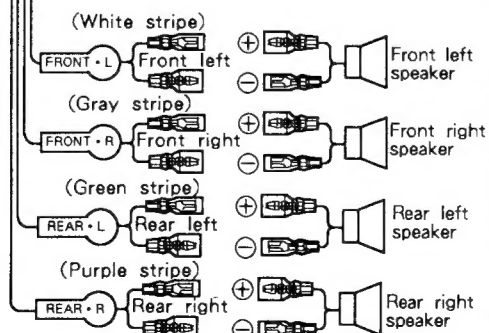 (White stripe)
FRONT・L
Front left
⊕
⊖
Front left
speaker
(Gray stripe)
FRONT・R
Front right
⊕
⊖
Front right
speaker
(Green stripe)
REAR・L
Rear left
⊕
⊖
Rear left
speaker
(Purple stripe)
REAR・R
Rear right
⊕
⊖
Rear right
speaker